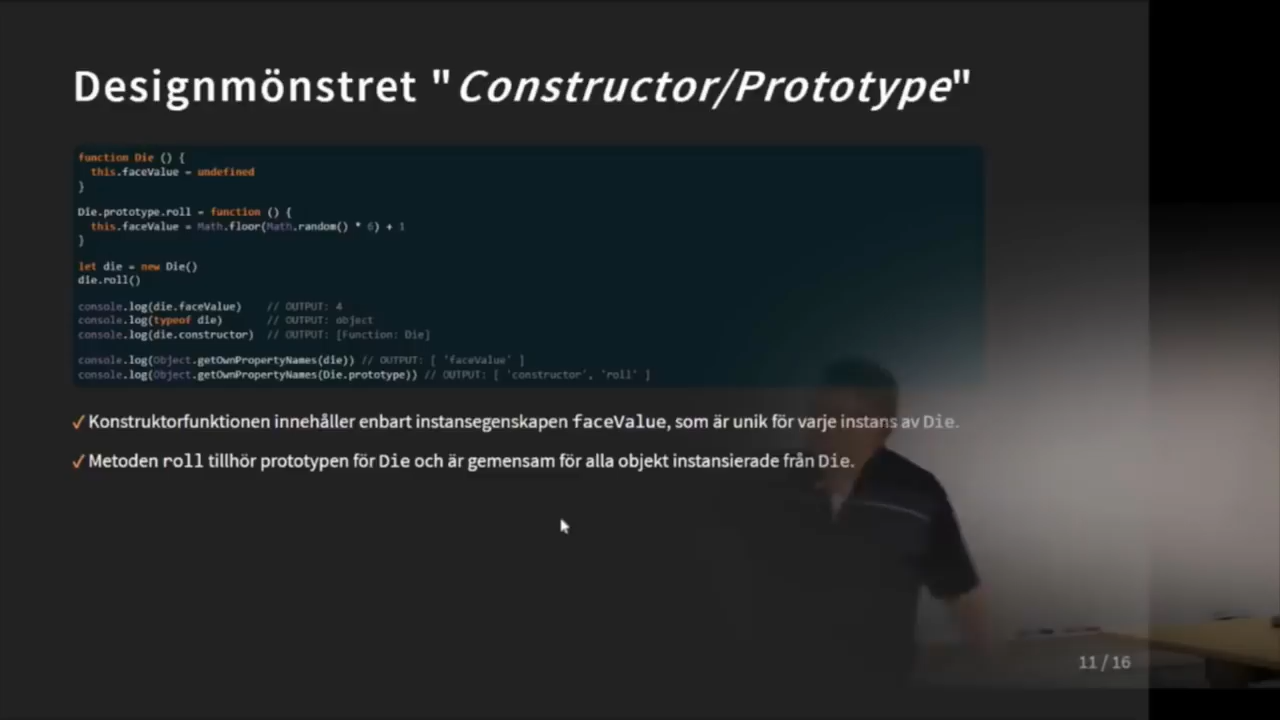 Designmönstret "Constructor/Prototype"
function Die () {
this.faceValue = undefined
}
Die.prototype.roll = function () {
this.faceValue = Math.floor(Math.random() * 6) + 1
}
let die = new Die()
die.roll()
console.log(die.faceValue) // OUTPUT: 4
console.log(typeof die) // OUTPUT: object
console.log(die.constructor) // OUTPUT: [Function: Die]
console.log(Object.getOwnPropertyNames(die)) // OUTPUT: [ 'faceValue' ]
console.log(Object.getOwnPropertyNames(Die.prototype)) // OUTPUT: [ 'constructor', 'roll' ]
✓ Konstruktorfunktionen innehåller enbart instansegenskapen faceValue, som är unik för varje instans av Die.
✓ Metoden roll tillhör prototypen för Die och är gemensam för alla objekt instansierade från Die.
11 / 16